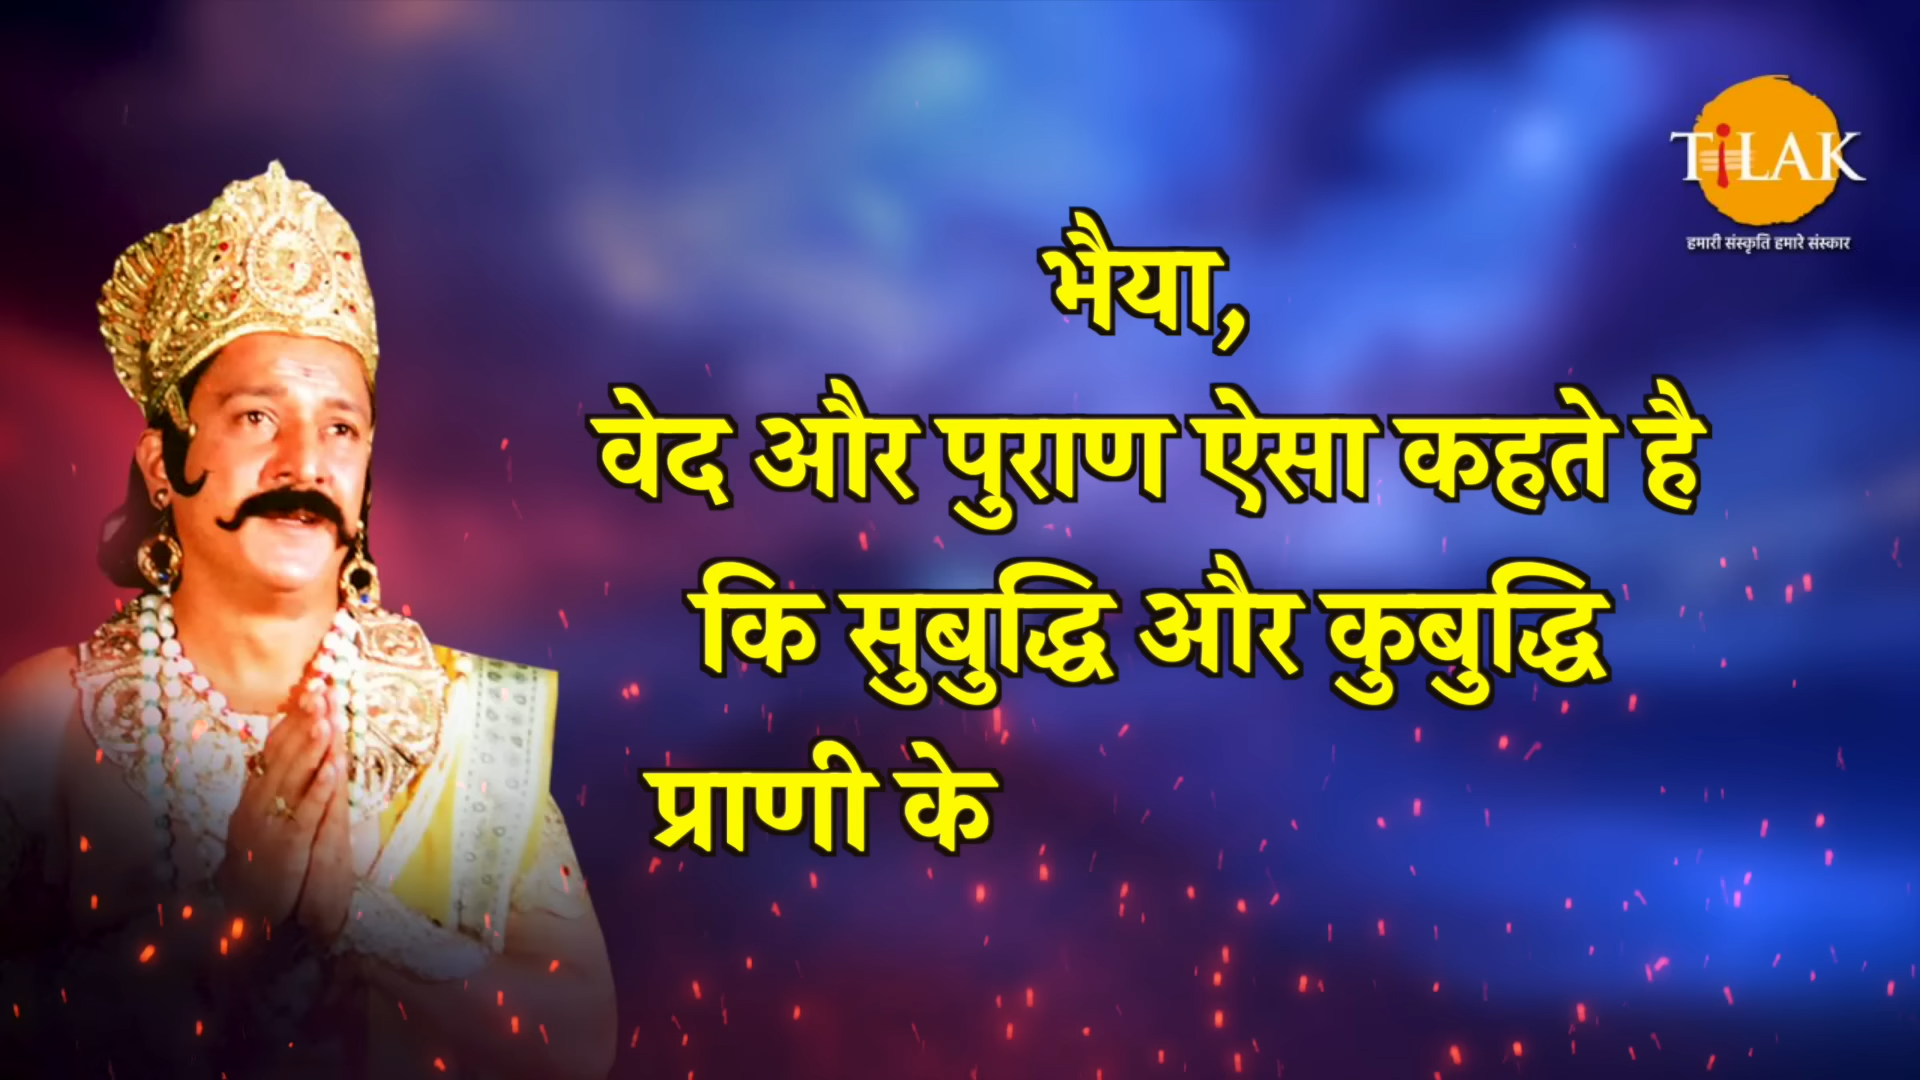 TiLAK
हमारी संस्कृति हमारे संस्कार
भैया,
वेद और पुराण ऐसा कहते है
कि सुबुद्धि और कुबुद्धि
प्राणी के